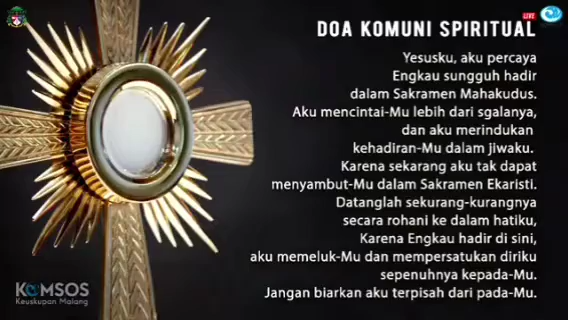 LIVE
DOA KOMUNI SPIRITUAL
Yesusku, aku percaya
Engkau sungguh hadir
dalam Sakramen Mahakudus.
Aku mencintai-Mu lebih dari sgalanya,
dan aku merindukan
kehadiran-Mu dalam jiwaku.
Karena sekarang aku tak dapat
menyambut-Mu dalam Sakramen Ekaristi.
Datanglah sekurang-kurangnya
secara rohani ke dalam hatiku,
Karena Engkau hadir di sini,
aku memeluk-Mu dan mempersatukan diriku
sepenuhnya kepada-Mu.
Jangan biarkan aku terpisah dari pada-Mu.
KOMSOS
Keuskupan Malang